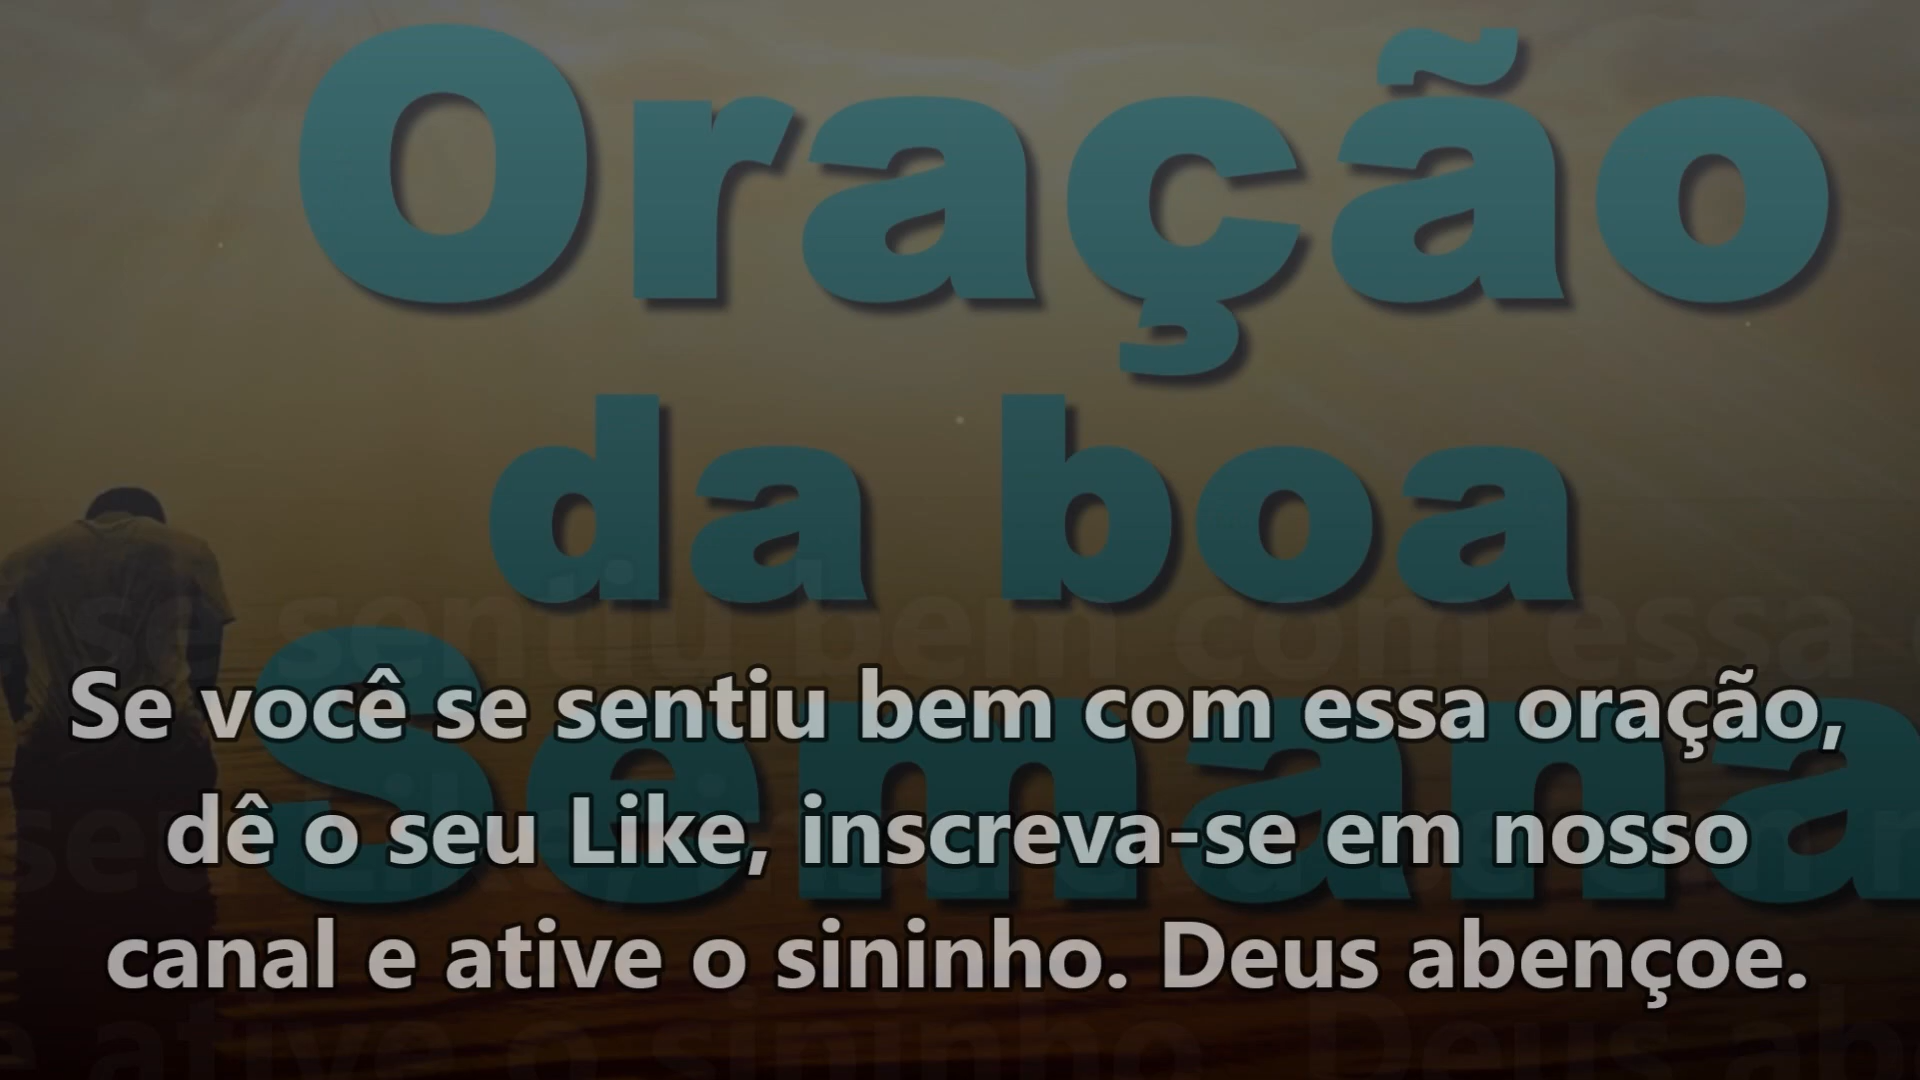 Oração
da boa
Semana
Se você se sentiu bem com essa oração,
dê o seu Like, inscreva-se em nosso
canal e ative o sininho. Deus abençoe.